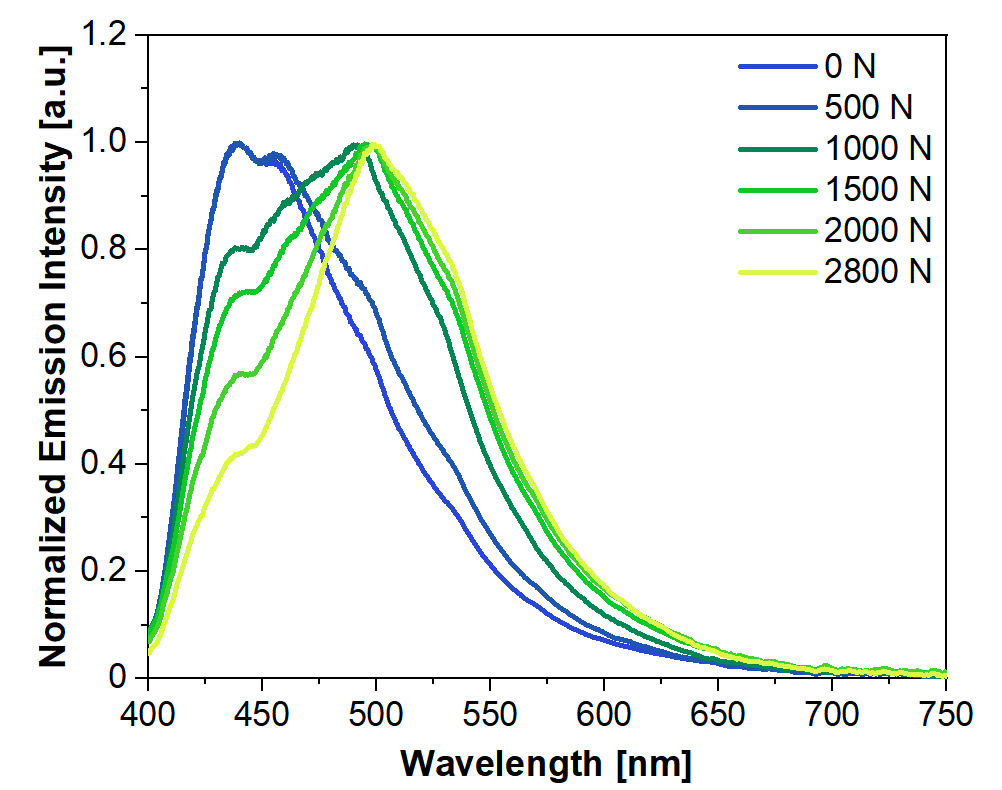 Normalized Emission Intensity [a.u.]
1.2
1.0
0.8
0.6
0.4
0.2
0
0 N
500 N
1000 N
1500 N
2000 N
2800 N
400 450 500 550 600 650 700 750
Wavelength [nm]